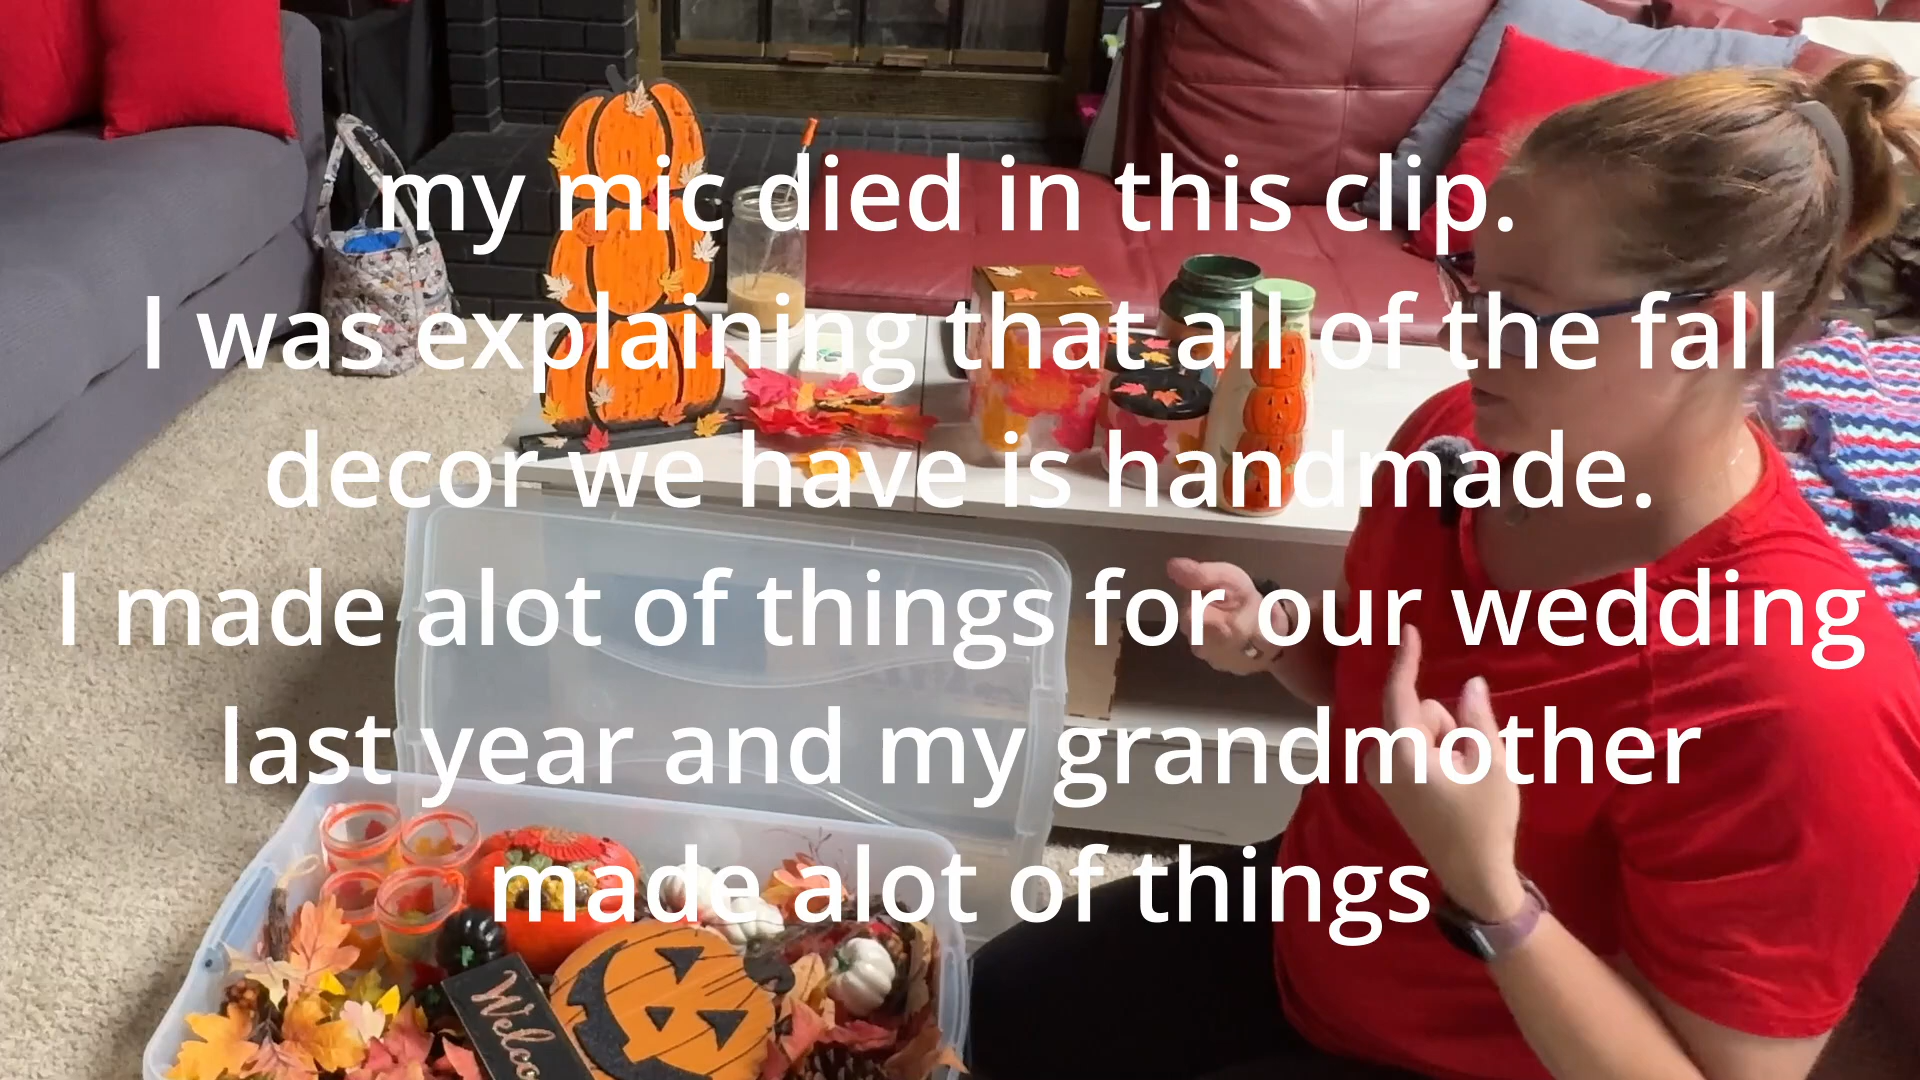 my mic died in this clip.
I was explaining that all of the fall
decor we have is handmade.
I made alot of things for our wedding
last year and my grandmother
made alot of things
Welco